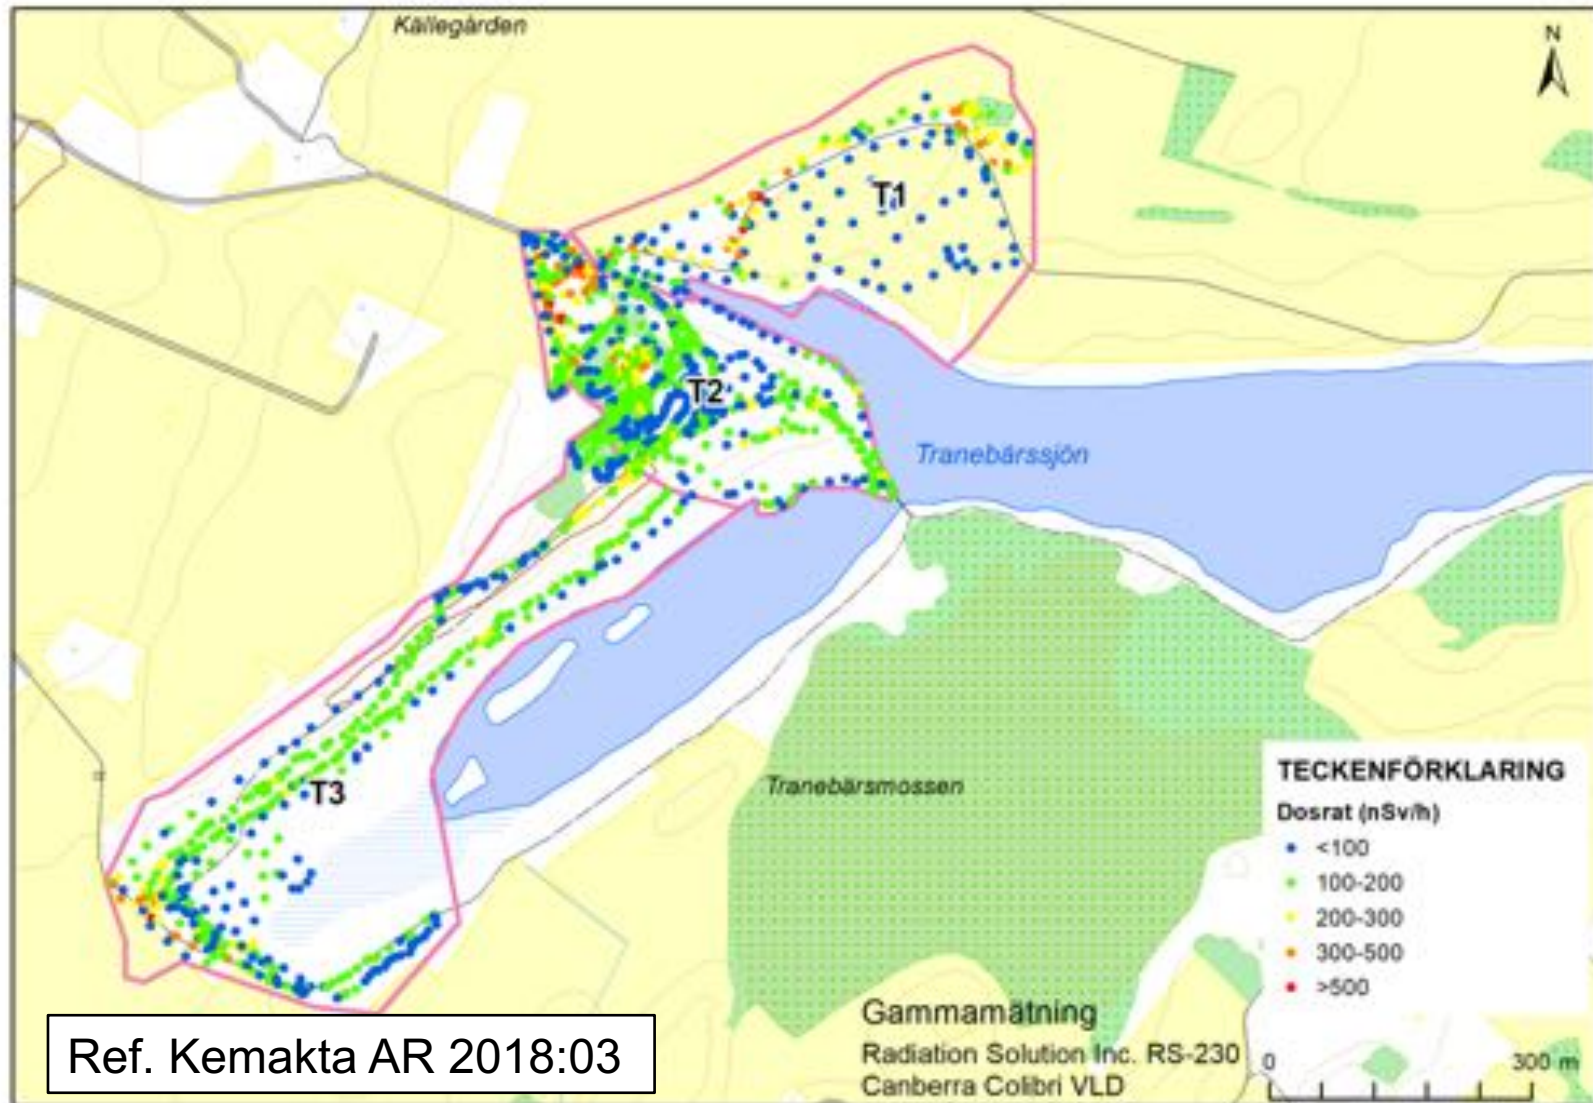 Källegården
N
T1
T2
Tranebärssjön
T3
Tranebärsmossen
TECKENFÖRKLARING
Dosrat (nSv/h)
<100
100-200
200-300
300-500
>500
Gammamätning
Radiation Solution Inc. RS-230
Canberra Colibri VLD
0 300 m
Ref. Kemakta AR 2018:03